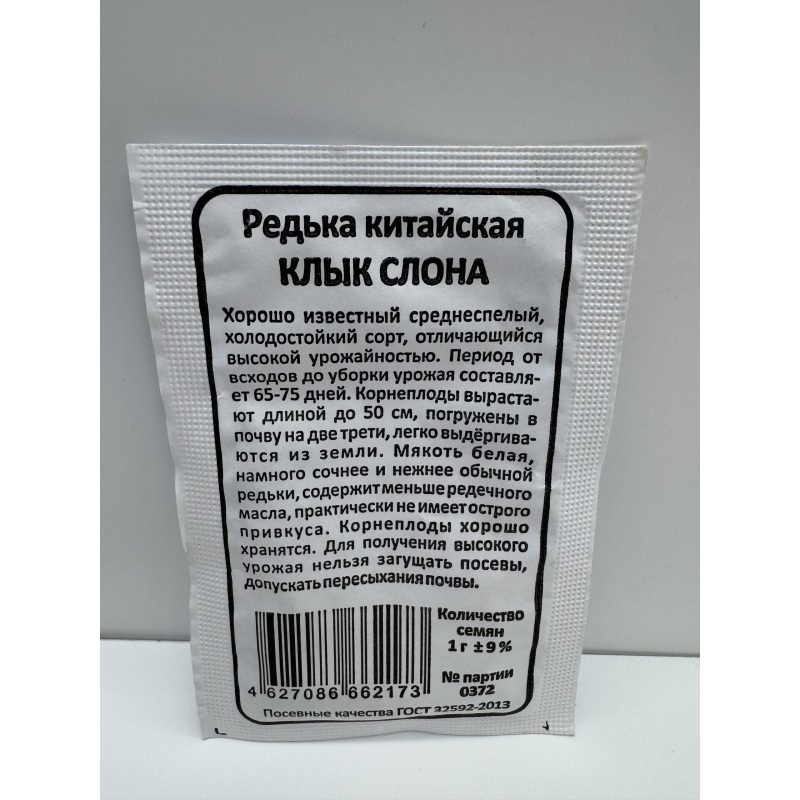 Редька китайская
КЛЫК СЛОНА
Хорошо известный среднеспелый,
холодостойкий сорт, отличающийся
высокой урожайностью. Период от
всходов до уборки урожая составля-
ет 65-75 дней. Корнеплоды выраста-
ют длиной до 50 см, погружены в
почву на две трети, легко выдёргива-
ются из земли. Мякоть белая,
намного сочнее и нежнее обычной
редьки, содержит меньше редечного
масла, практически не имеет острого
привкуса. Корнеплоды хорошо
хранятся. Для получения высокого
урожая нельзя загущать посевы,
допускать пересыхания почвы.
Количество
семян
1 г ±9%
№ партии
0372
4 627086 662173
Посевные качества ГОСТ 32592-2013